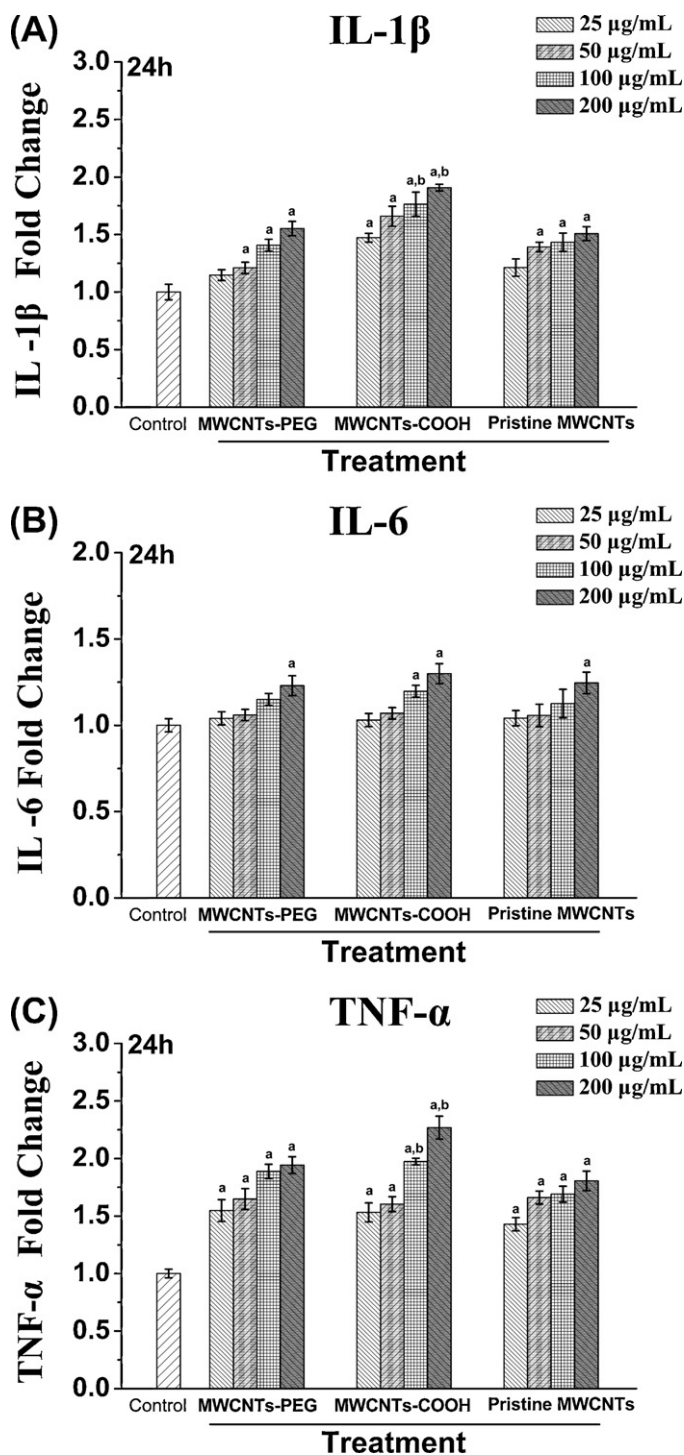 (A) IL-1β
24h
25 μg/mL
50 μg/mL
100 μg/mL
200 μg/mL
IL -1β Fold Change
3.0
2.5
2.0
1.5
1.0
0.5
0.0
a
a
a
a
a
a,b
a,b
a
a
a
Control MWCNTs-PEG MWCNTs-COOH Pristine MWCNTs
Treatment
(B) IL-6
24h
25 μg/mL
50 μg/mL
100 μg/mL
200 μg/mL
IL -6 Fold Change
2.0
1.5
1.0
0.5
0.0
a
a
a
a
Control MWCNTs-PEG MWCNTs-COOH Pristine MWCNTs
Treatment
(C) TNF-α
24h
25 μg/mL
50 μg/mL
100 μg/mL
200 μg/mL
TNF-α Fold Change
3.0
2.5
2.0
1.5
1.0
0.5
0.0
a
a
a
a
a
a
a,b
a,b
a
a
a
a
Control MWCNTs-PEG MWCNTs-COOH Pristine MWCNTs
Treatment